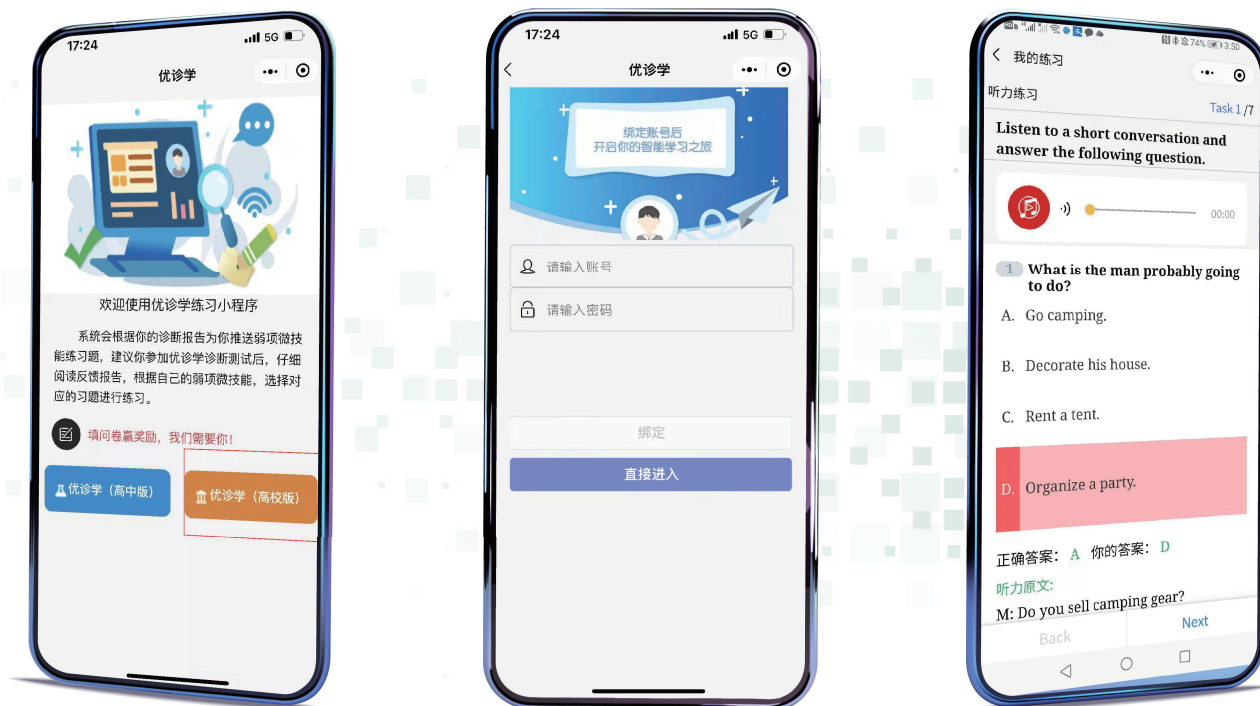 17:24
5G
优诊学
欢迎使用优诊学练习小程序
系统会根据你的诊断报告为你推送弱项微技
能练习题，建议你参加优诊学诊断测试后，仔细
阅读反馈报告，根据自己的弱项微技能，选择对
应的习题进行练习。
填问卷赢奖励，我们需要你！
优诊学（高中版）
优诊学（高校版）
17:24
5G
优诊学
绑定账号后
开启你的智能学习之旅
请输入账号
请输入密码
绑定
直接进入
74% 3:50
我的练习
听力练习
Task 1 /7
Listen to a short conversation and
answer the following question.
00:00
1 What is the man probably going
to do?
A. Go camping.
B. Decorate his house.
C. Rent a tent.
D. Organize a party.
正确答案： A 你的答案： D
听力原文:
M: Do you sell camping gear?
Back
Next